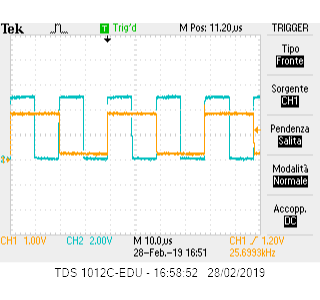 Tek Trig'd M Pos: 11.20µs TRIGGER
Tipo
Fronte
Sorgente
CH1
Pendenza
Salita
Modalità
Normale
Accopp.
DC
2
CH1 1.00V CH2 2.00V M 10.0µs CH1 / 1.20V
28-Feb.-19 16:51 25.6993kHz
TDS 1012C-EDU - 16:58:52 28/02/2019